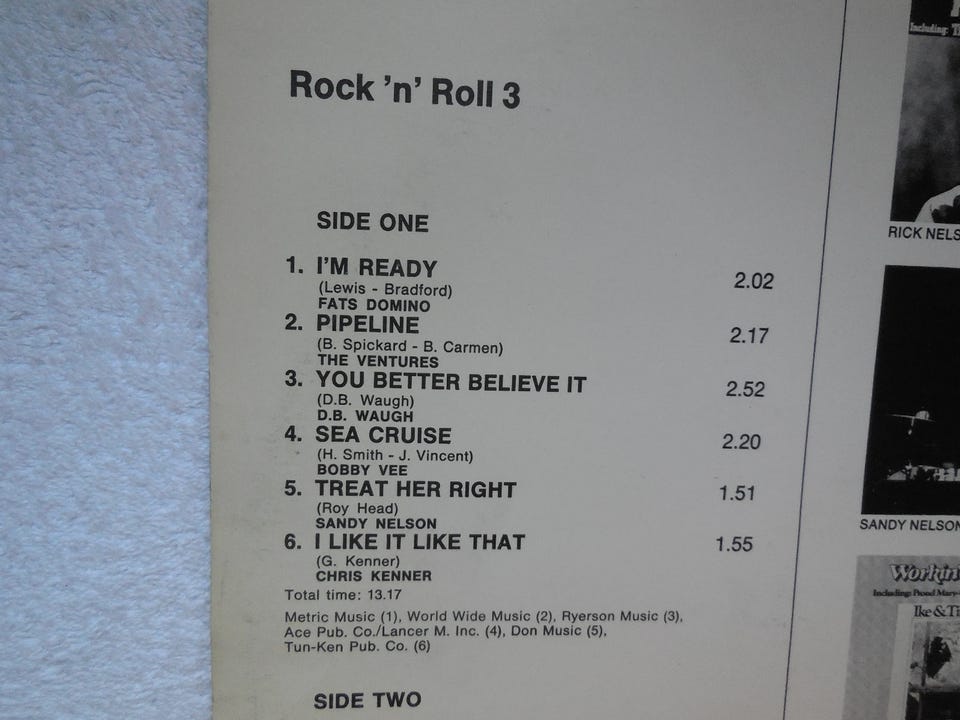 Rock 'n' Roll 3
SIDE ONE
1. I'M READY 2.02
(Lewis - Bradford)
FATS DOMINO
2. PIPELINE 2.17
(B. Spickard - B. Carmen)
THE VENTURES
3. YOU BETTER BELIEVE IT 2.52
(D.B. Waugh)
D.B. WAUGH
4. SEA CRUISE 2.20
(H. Smith - J. Vincent)
BOBBY VEE
5. TREAT HER RIGHT 1.51
(Roy Head)
SANDY NELSON
6. I LIKE IT LIKE THAT 1.55
(G. Kenner)
CHRIS KENNER
Total time: 13.17
Metric Music (1), World Wide Music (2), Ryerson Music (3),
Ace Pub. Co./Lancer M. Inc. (4), Don Music (5),
Tun-Ken Pub. Co. (6)
SIDE TWO
Including:
RICK NELS
SANDY NELSON
Workin'
Including: Proud Mary
Ike & Ti